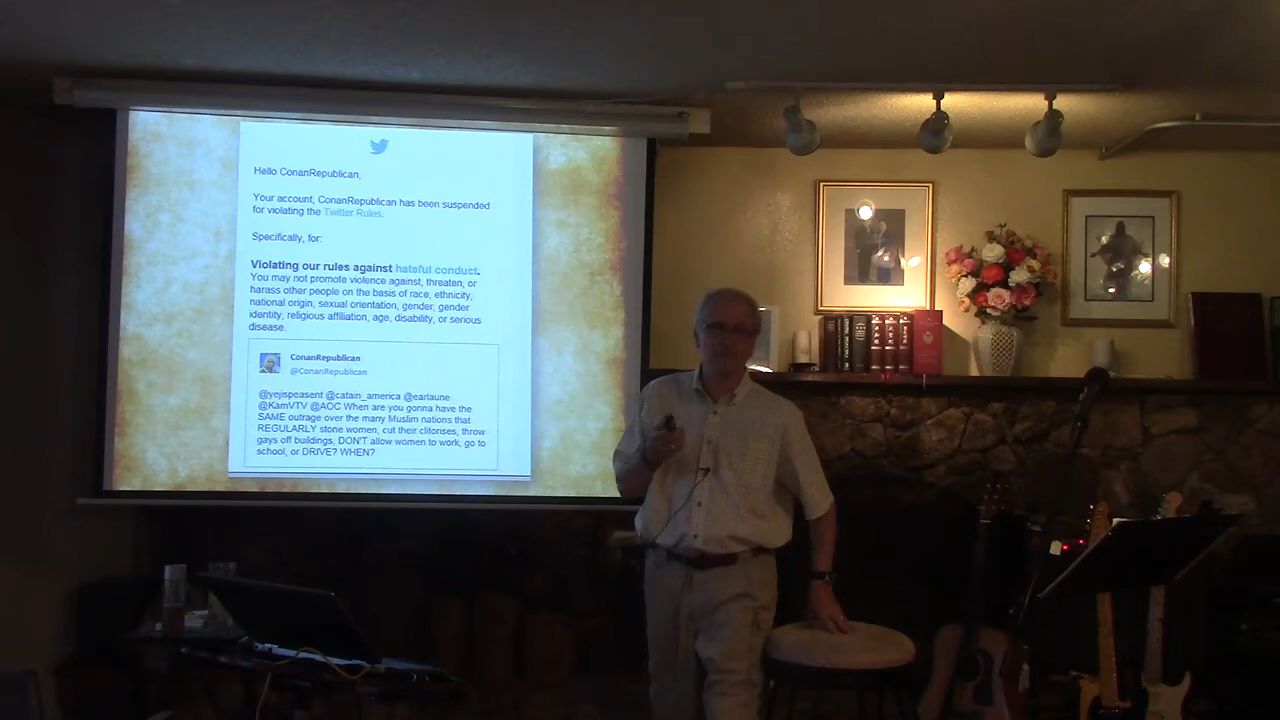 Hello ConanRepublican,
Your account, ConanRepublican has been suspended
for violating the Twitter Rules.
Specifically, for:
Violating our rules against hateful conduct.
You may not promote violence against, threaten, or
harass other people on the basis of race, ethnicity,
national origin, sexual orientation, gender, gender
identity, religious affiliation, age, disability, or serious
disease.
ConanRepublican
@ConanRepublican
@yejispeasent @catain_america @earlaune
@KamVTV @AOC When are you gonna have the
SAME outrage over the many Muslim nations that
REGULARLY stone women, cut their clitorises, throw
gays off buildings, DON'T allow women to work, go to
school, or DRIVE? WHEN?